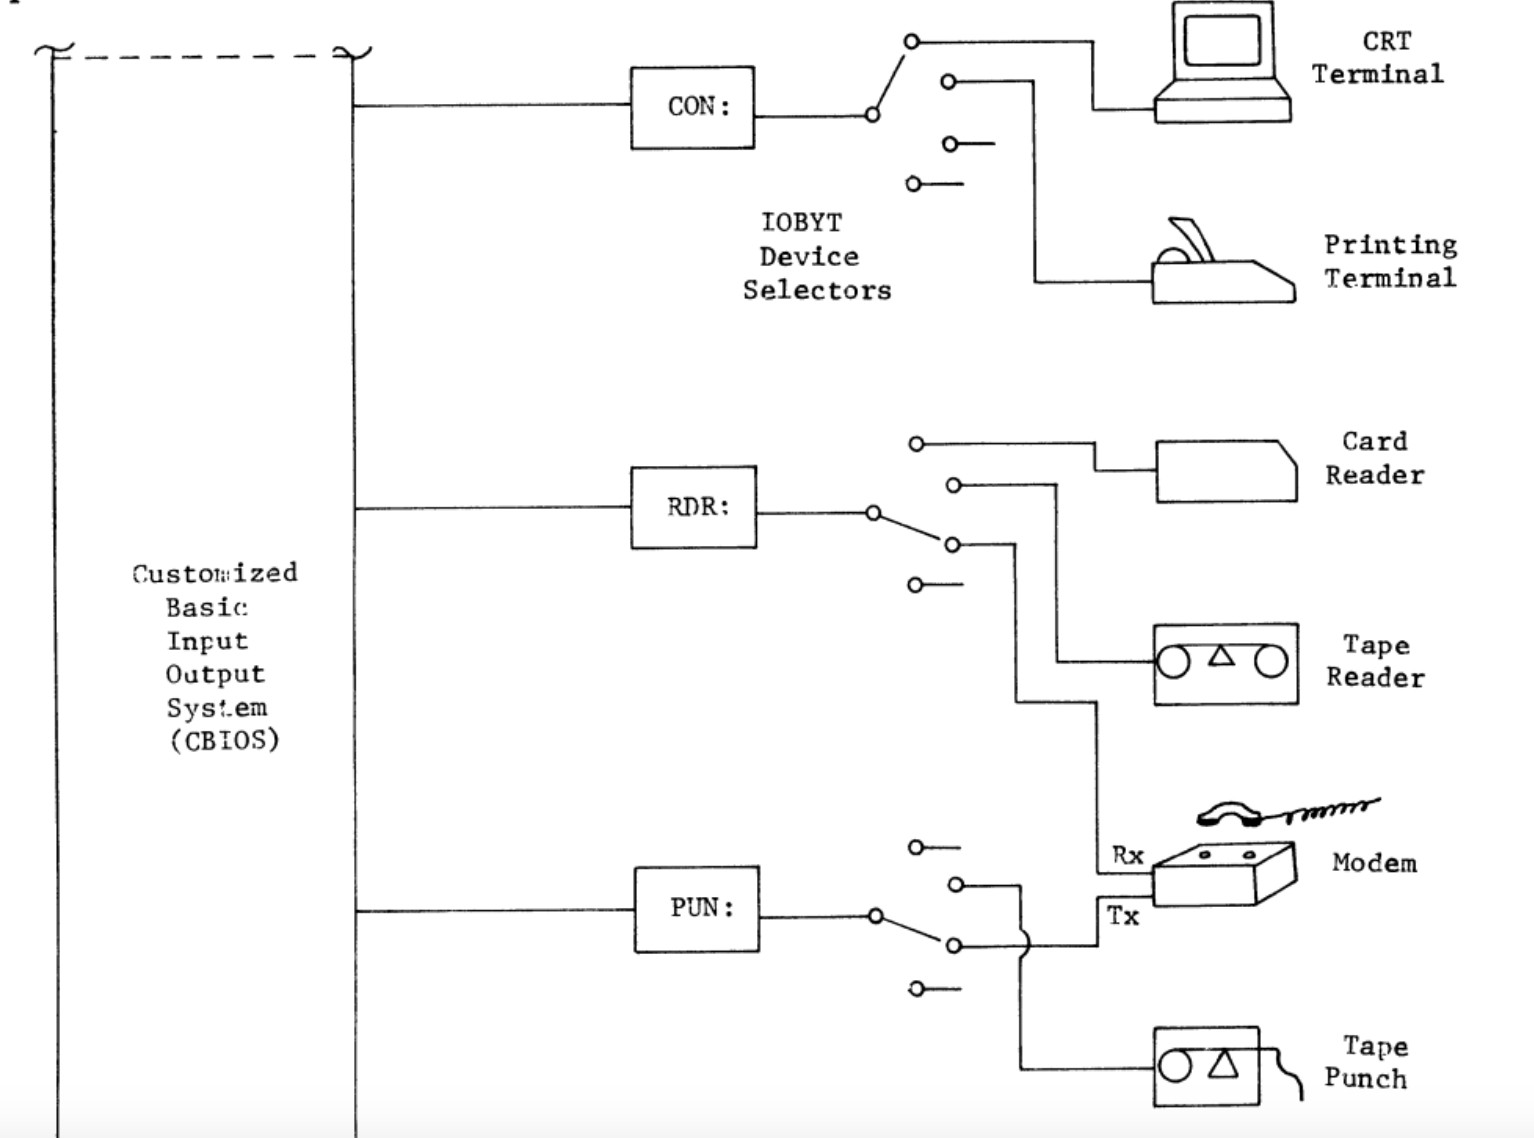 CRT
Terminal
CON:
IOBYT
Device
Selectors
Printing
Terminal
Card
Reader
RDR:
Customized
Basic
Input
Output
System
(CBIOS)
Tape
Reader
Rx
Modem
Tx
PUN:
Tape
Punch